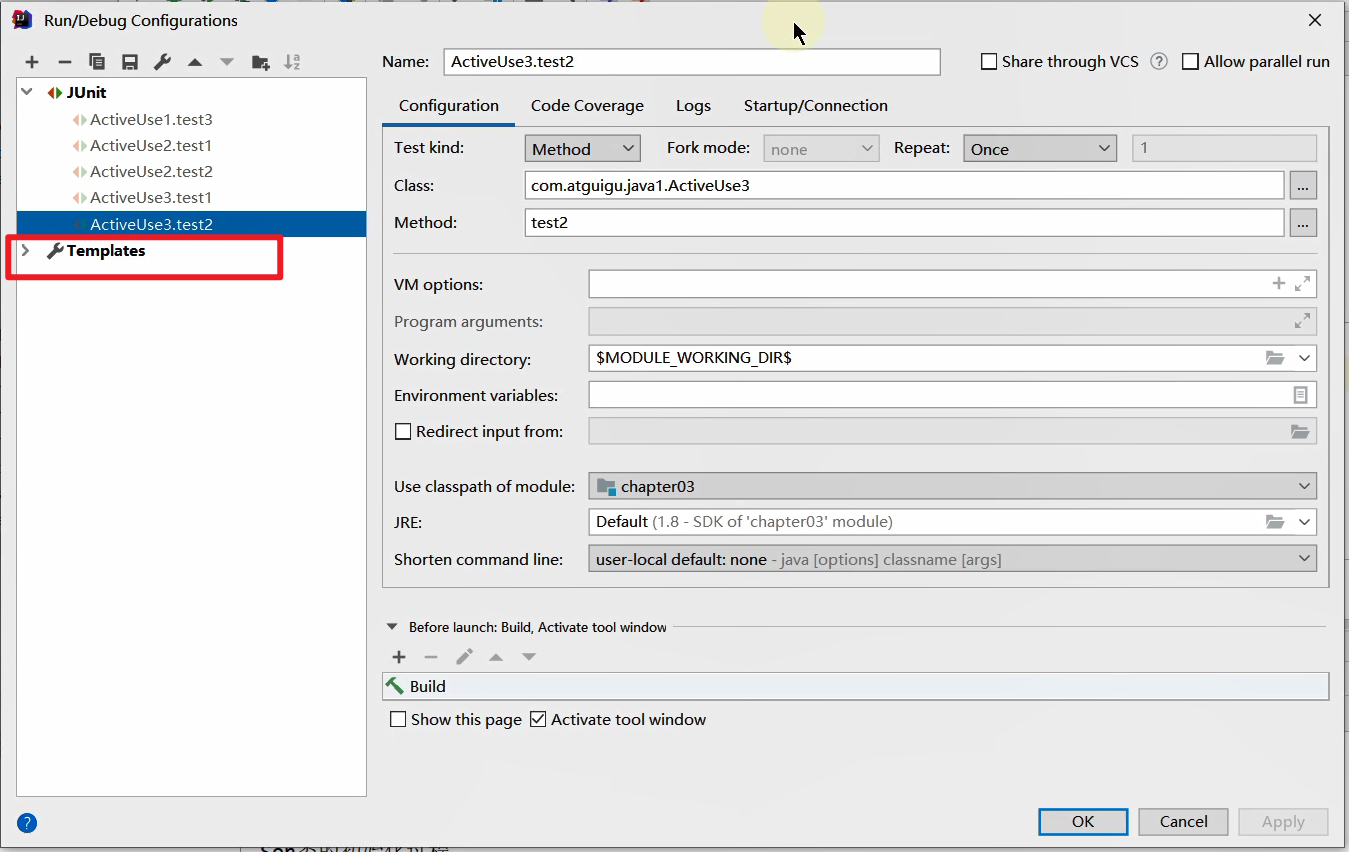 Run/Debug Configurations
Name: ActiveUse3.test2 Share through VCS ? Allow parallel run
JUnit
ActiveUse1.test3
ActiveUse2.test1
ActiveUse2.test2
ActiveUse3.test1
ActiveUse3.test2
Templates
Configuration Code Coverage Logs Startup/Connection
Test kind: Method Fork mode: none Repeat: Once 1
Class: com.atguigu.java1.ActiveUse3 ...
Method: test2 ...
VM options:
Program arguments:
Working directory: $MODULE_WORKING_DIR$
Environment variables:
Redirect input from:
Use classpath of module: chapter03
JRE: Default (1.8 - SDK of 'chapter03' module)
Shorten command line: user-local default: none - java [options] classname [args]
Before launch: Build, Activate tool window
Build
Show this page Activate tool window
? OK Cancel Apply